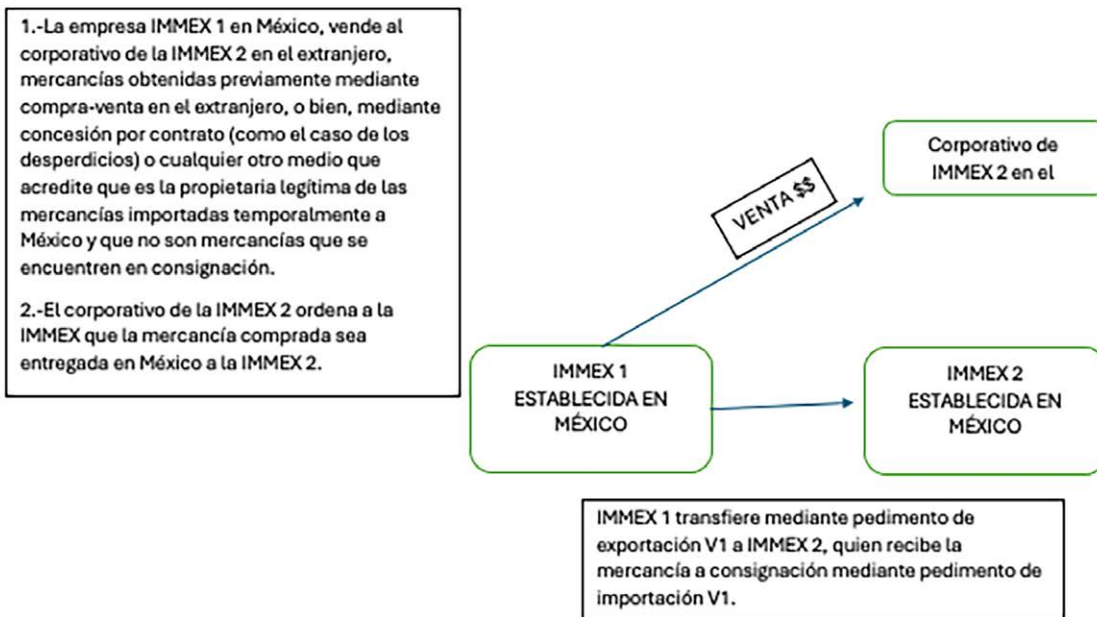 1.-La empresa IMMEX 1 en México, vende al
corporativo de la IMMEX 2 en el extranjero,
mercancías obtenidas previamente mediante
compra-venta en el extranjero, o bien, mediante
concesión por contrato (como el caso de los
desperdicios) o cualquier otro medio que
acredite que es la propietaria legítima de las
mercancías importadas temporalmente a
México y que no son mercancías que se
encuentren en consignación.
2.-El corporativo de la IMMEX 2 ordena a la
IMMEX que la mercancía comprada sea
entregada en México a la IMMEX 2.
Corporativo de
IMMEX 2 en el
VENTA $$
IMMEX 1
ESTABLECIDA EN
MÉXICO
IMMEX 2
ESTABLECIDA EN
MÉXICO
IMMEX 1 transfiere mediante pedimento de
exportación V1 a IMMEX 2, quien recibe la
mercancía a consignación mediante pedimento de
importación V1.